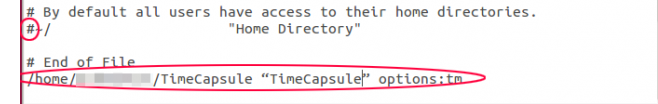 # By default all users have access to their home directories.
#~/ "Home Directory"
# End of File
/home/ /TimeCapsule “TimeCapsule” options:tm